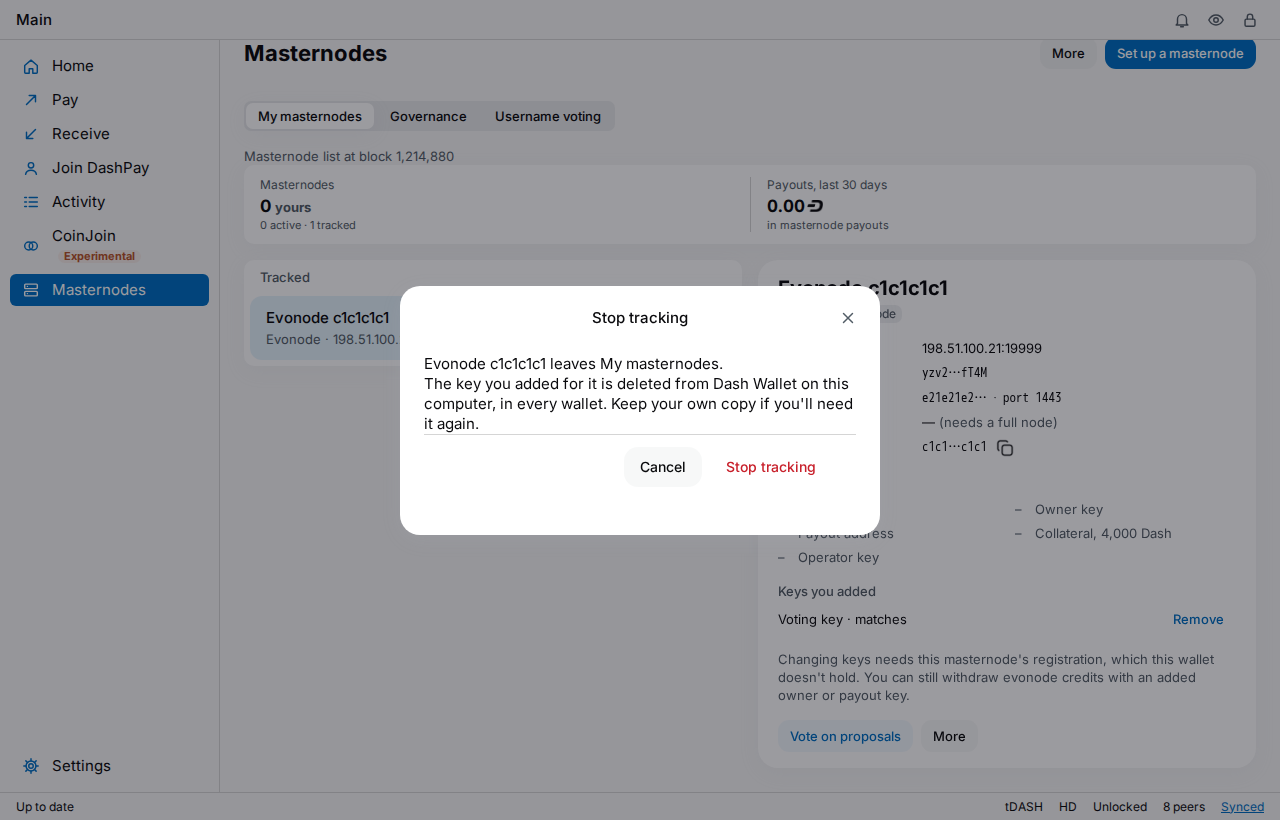 Main
Home
Pay
Receive
Join DashPay
Activity
CoinJoin
Experimental
Masternodes
Settings
Masternodes
More
Set up a masternode
My masternodes
Governance
Username voting
Masternode list at block 1,214,880
Masternodes
0 yours
0 active · 1 tracked
Payouts, last 30 days
0.00
in masternode payouts
Tracked
Evonode c1c1c1c1
Evonode · 198.51.100.
Stop tracking
Evonode c1c1c1c1 leaves My masternodes.
The key you added for it is deleted from Dash Wallet on this
computer, in every wallet. Keep your own copy if you'll need
it again.
Cancel
Stop tracking
Evonode c1c1c1c1
198.51.100.21:19999
yzv2···fT4M
e21e21e2··· · port 1443
— (needs a full node)
c1c1···c1c1
– Owner key
Payout address
– Collateral, 4,000 Dash
– Operator key
Keys you added
Voting key · matches
Remove
Changing keys needs this masternode's registration, which this wallet
doesn't hold. You can still withdraw evonode credits with an added
owner or payout key.
Vote on proposals
More
Up to date
tDASH
HD
Unlocked
8 peers
Synced